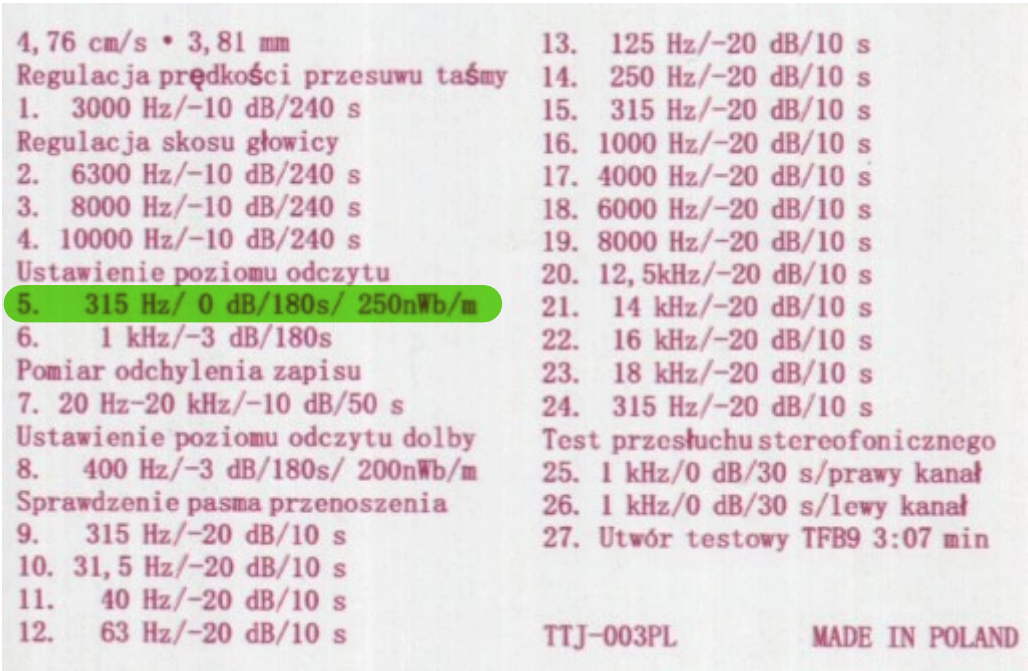 4,76 cm/s • 3,81 mm
Regulacja prędkości przesuwu taśmy
1. 3000 Hz/-10 dB/240 s
Regulacja skosu głowicy
2. 6300 Hz/-10 dB/240 s
3. 8000 Hz/-10 dB/240 s
4. 10000 Hz/-10 dB/240 s
Ustawienie poziomu odczytu
5. 315 Hz/ 0 dB/180s/ 250nWb/m
6. 1 kHz/-3 dB/180s
Pomiar odchylenia zapisu
7. 20 Hz-20 kHz/-10 dB/50 s
Ustawienie poziomu odczytu dolby
8. 400 Hz/-3 dB/180s/ 200nWb/m
Sprawdzenie pasma przenoszenia
9. 315 Hz/-20 dB/10 s
10. 31,5 Hz/-20 dB/10 s
11. 40 Hz/-20 dB/10 s
12. 63 Hz/-20 dB/10 s
13. 125 Hz/-20 dB/10 s
14. 250 Hz/-20 dB/10 s
15. 315 Hz/-20 dB/10 s
16. 1000 Hz/-20 dB/10 s
17. 4000 Hz/-20 dB/10 s
18. 6000 Hz/-20 dB/10 s
19. 8000 Hz/-20 dB/10 s
20. 12,5kHz/-20 dB/10 s
21. 14 kHz/-20 dB/10 s
22. 16 kHz/-20 dB/10 s
23. 18 kHz/-20 dB/10 s
24. 315 Hz/-20 dB/10 s
Test przesłuchu stereofonicznego
25. 1 kHz/0 dB/30 s/prawy kanał
26. 1 kHz/0 dB/30 s/lewy kanał
27. Utwór testowy TFB9 3:07 min
TTJ-003PL MADE IN POLAND